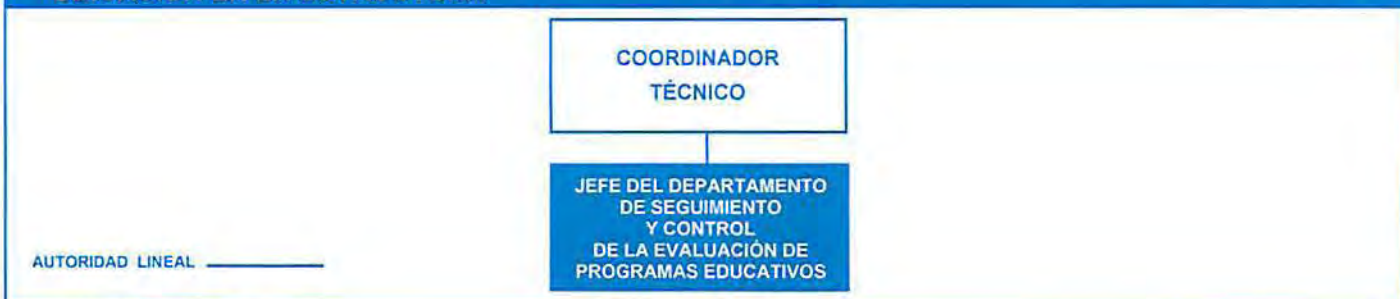 COORDINADOR
TÉCNICO
JEFE DEL DEPARTAMENTO
DE SEGUIMIENTO
Y CONTROL
DE LA EVALUACIÓN DE
PROGRAMAS EDUCATIVOS
AUTORIDAD LINEAL